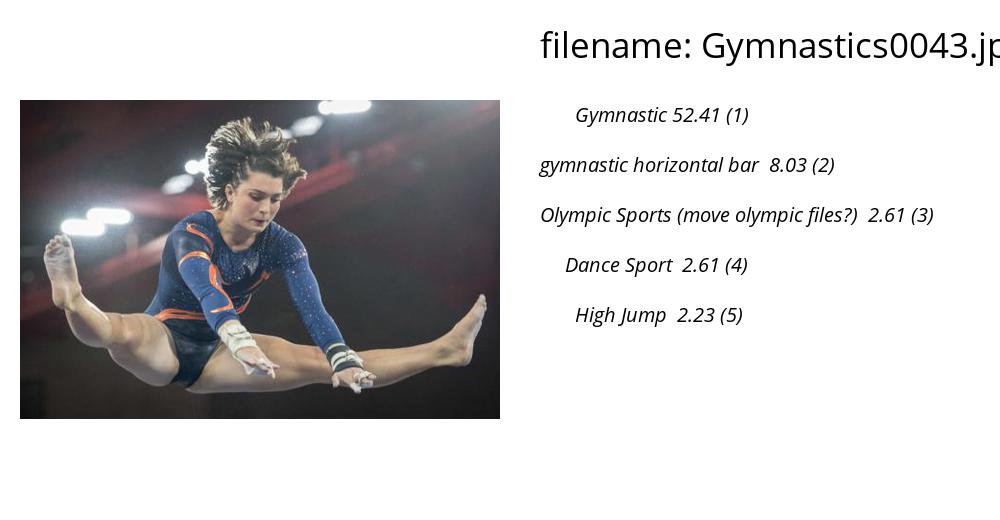 filename: Gymnastics0043.jp
Gymnastic 52.41 (1)
gymnastic horizontal bar 8.03 (2)
Olympic Sports (move olympic files?) 2.61 (3)
Dance Sport 2.61 (4)
High Jump 2.23 (5)